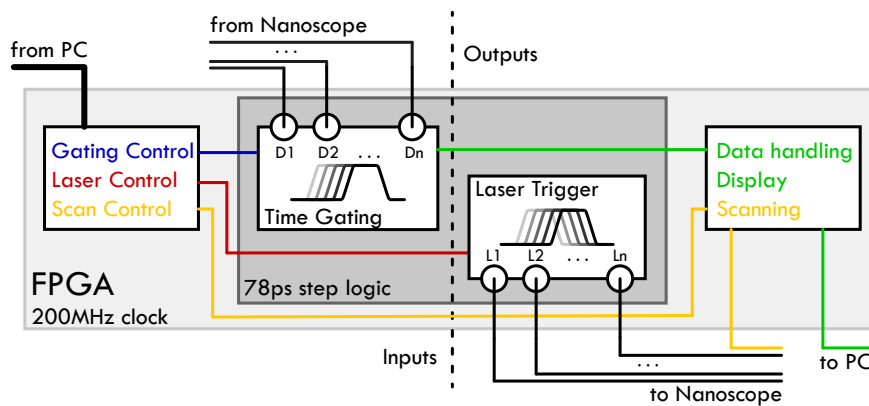 from Nanoscope
...
from PC
Outputs
D1 D2 Dn
Gating Control
...
Data handling
Laser Control
Laser Trigger
Display
Scan Control
Time Gating
Scanning
L1 L2 ... Ln
FPGA
78ps step logic
200MHz clock
Inputs
...
to PC
to Nanoscope